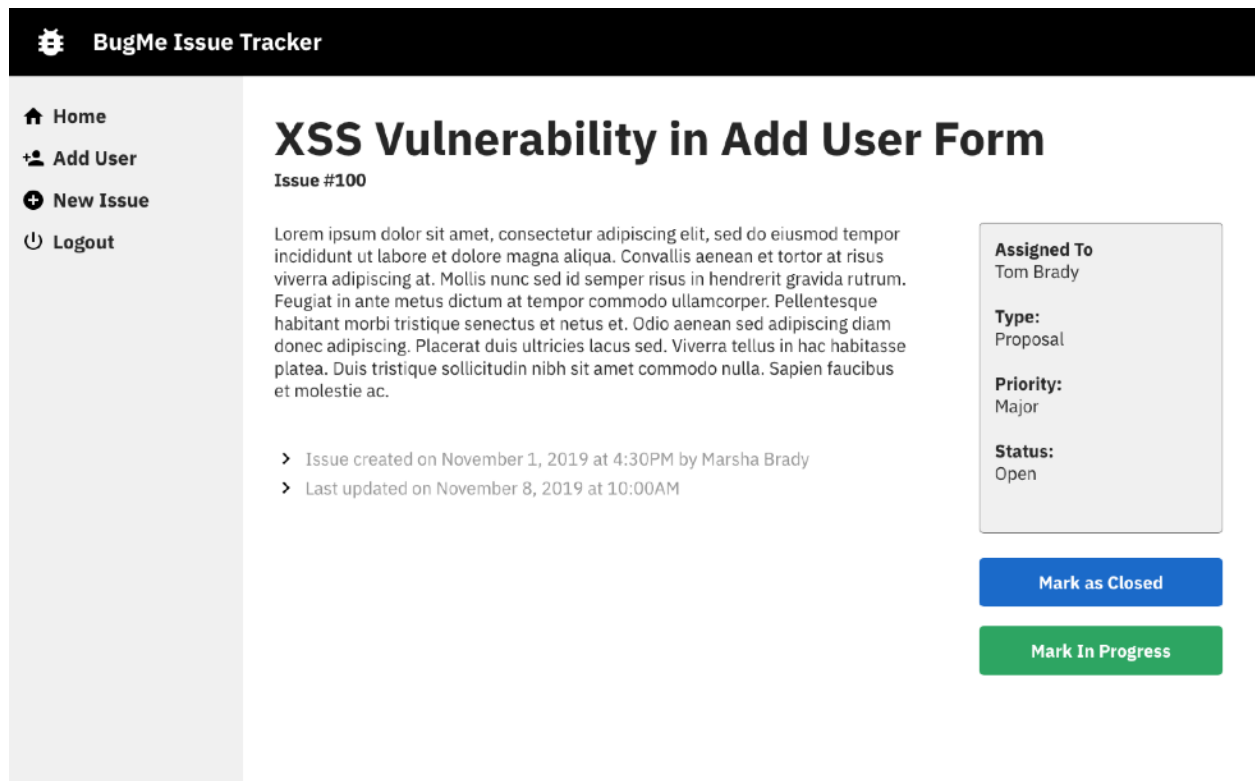 BugMe Issue Tracker
Home
Add User
New Issue
Logout
XSS Vulnerability in Add User Form
Issue #100
Lorem ipsum dolor sit amet, consectetur adipiscing elit, sed do eiusmod tempor
incididunt ut labore et dolore magna aliqua. Convallis aenean et tortor at risus
viverra adipiscing at. Mollis nunc sed id semper risus in hendrerit gravida rutrum.
Feugiat in ante metus dictum at tempor commodo ullamcorper. Pellentesque
habitant morbi tristique senectus et netus et. Odio aenean sed adipiscing diam
donec adipiscing. Placerat duis ultricies lacus sed. Viverra tellus in hac habitasse
platea. Duis tristique sollicitudin nibh sit amet commodo nulla. Sapien faucibus
et molestie ac.
Issue created on November 1, 2019 at 4:30PM by Marsha Brady
Last updated on November 8, 2019 at 10:00AM
Assigned To
Tom Brady
Type:
Proposal
Priority:
Major
Status:
Open
Mark as Closed
Mark In Progress